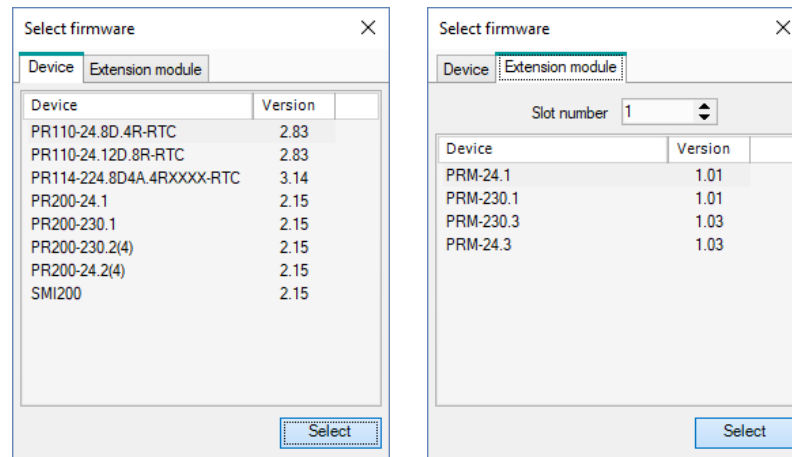 Select firmware
Device Extension module
Device Version
PR110-24.8D.4R-RTC 2.83
PR110-24.12D.8R-RTC 2.83
PR114-224.8D4A.4RXXXX-RTC 3.14
PR200-24.1 2.15
PR200-230.1 2.15
PR200-230.2(4) 2.15
PR200-24.2(4) 2.15
SMI200 2.15
Select
Select firmware
Device Extension module
Slot number 1
Device Version
PRM-24.1 1.01
PRM-230.1 1.01
PRM-230.3 1.03
PRM-24.3 1.03
Select